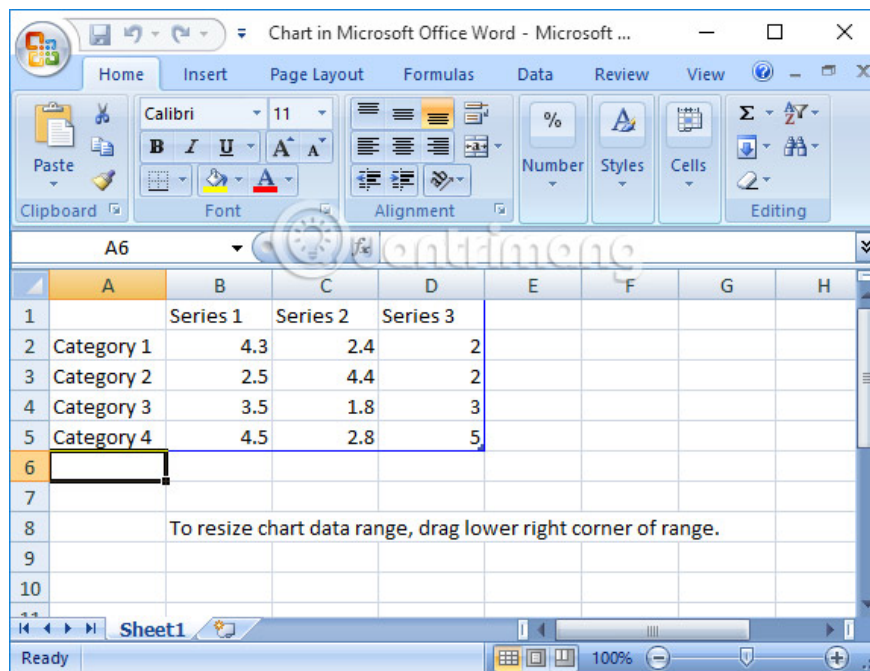 Chart in Microsoft Office Word - Microsoft ...
Home Insert Page Layout Formulas Data Review View
Calibri 11 Σ A Z
B I U A A %
Paste Number Styles Cells
A
Clipboard Font Alignment Editing
A6 fx
quantrimang
A B C D E F G H
1 Series 1 Series 2 Series 3
2 Category 1 4.3 2.4 2
3 Category 2 2.5 4.4 2
4 Category 3 3.5 1.8 3
5 Category 4 4.5 2.8 5
6
7
8 To resize chart data range, drag lower right corner of range.
9
10
11
Sheet1
Ready 100%